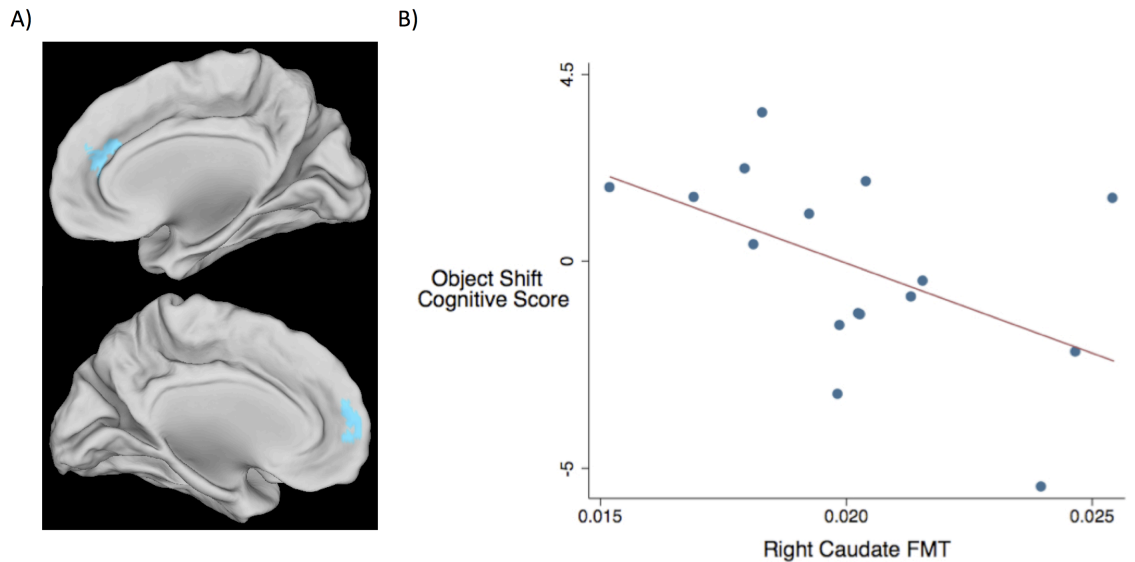 A)
B)
4.5
0
-5
Object Shift
Cognitive Score
0.015
0.020
0.025
Right Caudate FMT